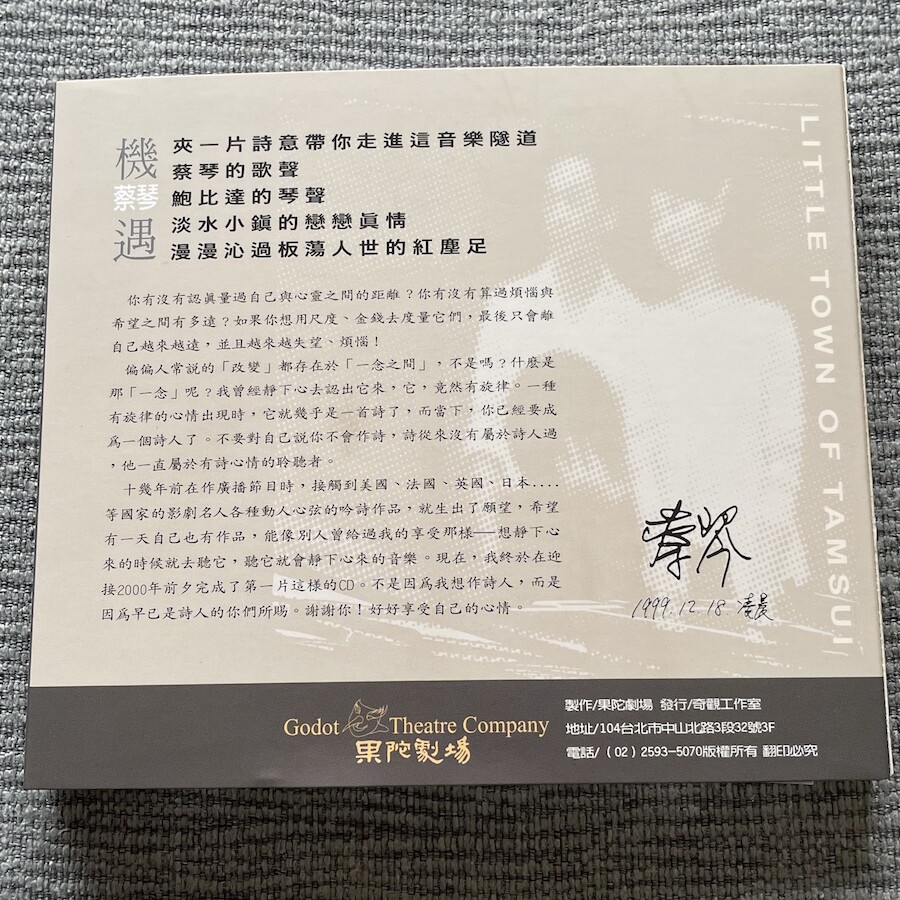 機
蔡琴
遇
夾一片詩意帶你走進這音樂隧道
蔡琴的歌聲
鮑比達的琴聲
淡水小鎭的戀戀眞情
漫漫沁過板蕩人世的紅塵足
你有沒有認眞量過自己與心靈之間的距離？你有沒有算過煩惱與
希望之間有多遠？如果你想用尺度、金錢去度量它們，最後只會離
自己越來越遠，並且越來越失望、煩惱！
偏偏人常說的「改變」都存在於「一念之間」，不是嗎？什麼是
那「一念」呢？我曾經靜下心去認出它來，它，竟然有旋律。一種
有旋律的心情出現時，它就幾乎是一首詩了，而當下，你已經要成
爲一個詩人了。不要對自己說你不會作詩，詩從來沒有屬於詩人過
，他一直屬於有詩心情的聆聽者。
十幾年前在作廣播節目時，接觸到美國、法國、英國、日本....
等國家的影劇名人各種動人心弦的吟詩作品，就生出了願望，希望
有一天自己也有作品，能像別人曾給過我的享受那樣──想靜下心
來的時候就去聽它，聽它就會靜下心來的音樂。現在，我終於在迎
接2000年前夕完成了第一片這樣的CD。不是因爲我想作詩人，而是
因爲早已是詩人的你們所賜。謝謝你！好好享受自己的心情。
蔡琴
1999.12.18 凌晨
LITTLE TOWN OF TAMSUI
Godot Theatre Company
果陀劇場
製作/果陀劇場 發行/奇觀工作室
地址/104台北市中山北路3段32號3F
電話/（02）2593-5070版權所有 翻印必究